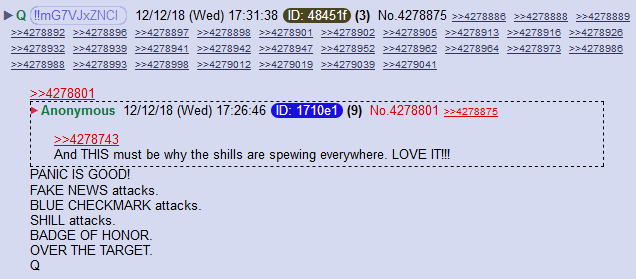 Q !!mG7VJxZNCI 12/12/18 (Wed) 17:31:38 ID: 48451f (3) No.4278875 >>4278886 >>4278888 >>4278889
>>4278892 >>4278896 >>4278897 >>4278898 >>4278901 >>4278902 >>4278905 >>4278913 >>4278916 >>4278926
>>4278932 >>4278939 >>4278941 >>4278945 >>4278947 >>4278952 >>4278962 >>4278964 >>4278973 >>4278986
>>4278988 >>4278993 >>4278998 >>4279012 >>4279019 >>4279039 >>4279041
>>4278801
Anonymous 12/12/18 (Wed) 17:26:46 ID: 1710e1 (9) No.4278801 >>4278875
>>4278743
And THIS must be why the shills are spewing everywhere. LOVE IT!!!
PANIC IS GOOD!
FAKE NEWS attacks.
BLUE CHECKMARK attacks.
SHILL attacks.
BADGE OF HONOR.
OVER THE TARGET.
Q